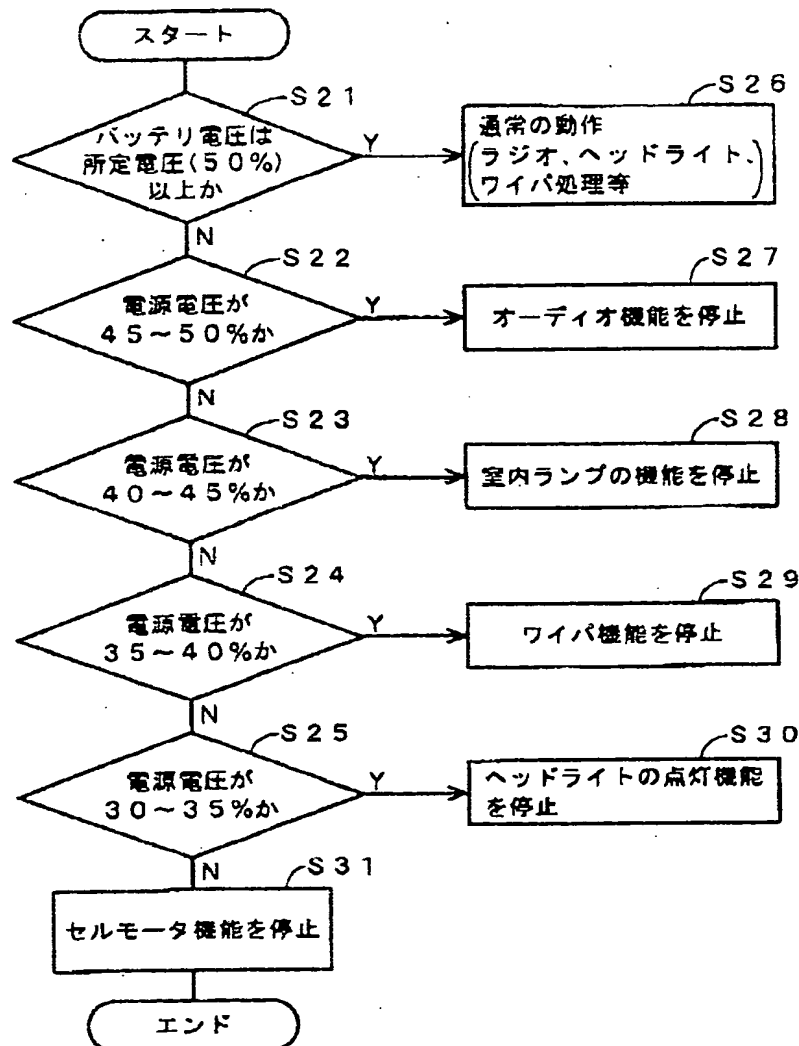 スタート
S21
バッテリ電圧は
所定電圧(50%)
以上か
Y
S26
通常の動作
(ラジオ、ヘッドライト、
ワイパ処理等)
N
S22
電源電圧が
45~50%か
Y
S27
オーディオ機能を停止
N
S23
電源電圧が
40~45%か
Y
S28
室内ランプの機能を停止
N
S24
電源電圧が
35~40%か
Y
S29
ワイパ機能を停止
N
S25
電源電圧が
30~35%か
Y
S30
ヘッドライトの点灯機能
を停止
N
S31
セルモータ機能を停止
エンド